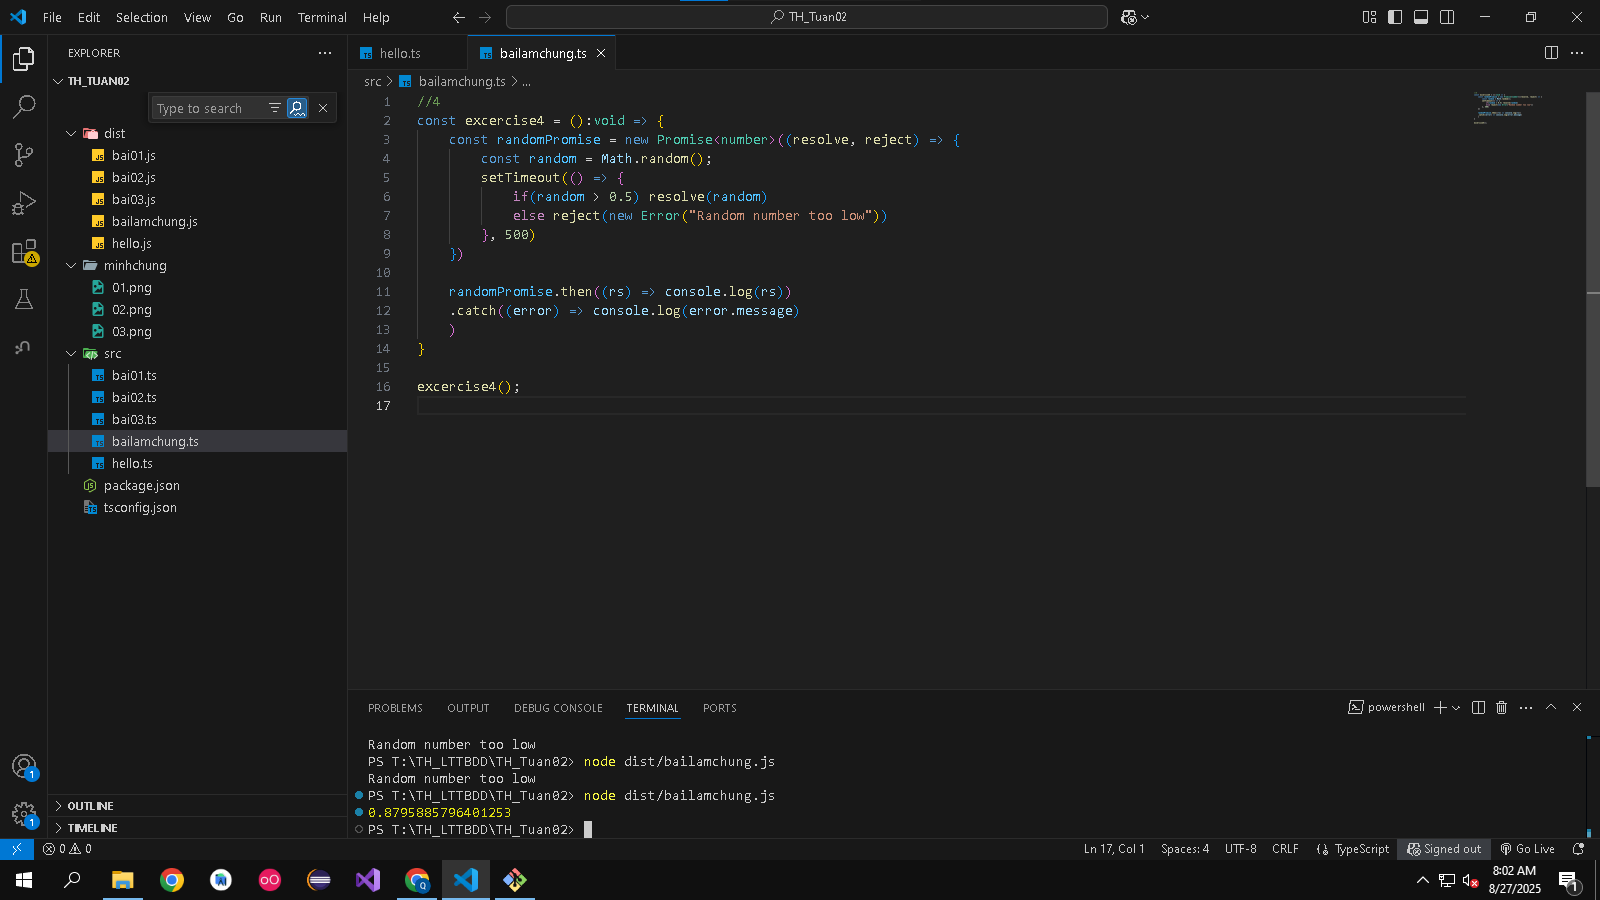 File Edit Selection View Go Run Terminal Help
TH_Tuan02
EXPLORER
TH_TUAN02
Type to search
dist
bai01.js
bai02.js
bai03.js
bailamchung.js
hello.js
minhchung
01.png
02.png
03.png
src
bai01.ts
bai02.ts
bai03.ts
bailamchung.ts
hello.ts
package.json
tsconfig.json
OUTLINE
TIMELINE
hello.ts bailamchung.ts
src > bailamchung.ts > ...
1 //4
2 const excercise4 = ():void => {
3 const randomPromise = new Promise<number>((resolve, reject) => {
4 const random = Math.random();
5 setTimeout(() => {
6 if(random > 0.5) resolve(random)
7 else reject(new Error("Random number too low"))
8 }, 500)
9 })
10
11 randomPromise.then((rs) => console.log(rs))
12 .catch((error) => console.log(error.message)
13 )
14 }
15
16 excercise4();
17
PROBLEMS OUTPUT DEBUG CONSOLE TERMINAL PORTS
powershell
Random number too low
PS T:\TH_LTTBDD\TH_Tuan02> node dist/bailamchung.js
Random number too low
PS T:\TH_LTTBDD\TH_Tuan02> node dist/bailamchung.js
0.8795885796401253
PS T:\TH_LTTBDD\TH_Tuan02>
1
1
0 0
Ln 17, Col 1 Spaces: 4 UTF-8 CRLF {} TypeScript Signed out Go Live
8:02 AM
8/27/2025
1